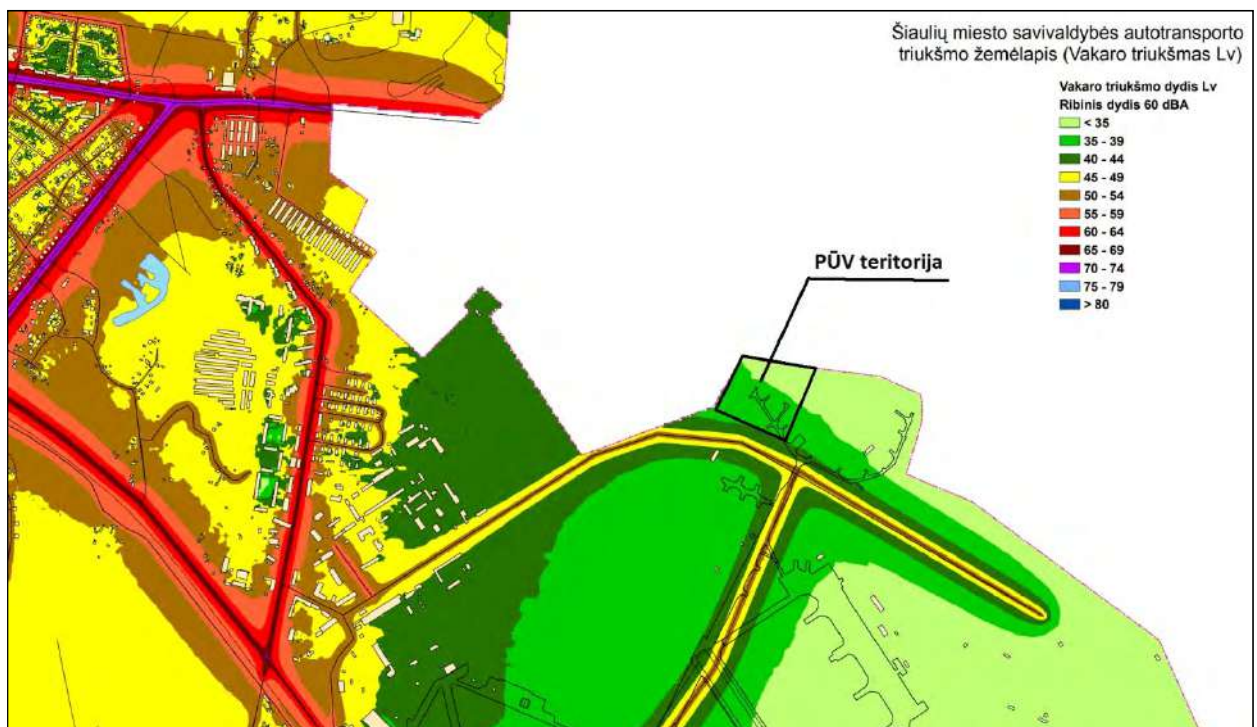 Šiaulių miesto savivaldybės autotransporto
triukšmo žemėlapis (Vakaro triukšmas Lv)
Vakaro triukšmo dydis Lv
Ribinis dydis 60 dBA
< 35
35 - 39
40 - 44
45 - 49
50 - 54
55 - 59
60 - 64
65 - 69
70 - 74
75 - 79
> 80
PŪV teritorija